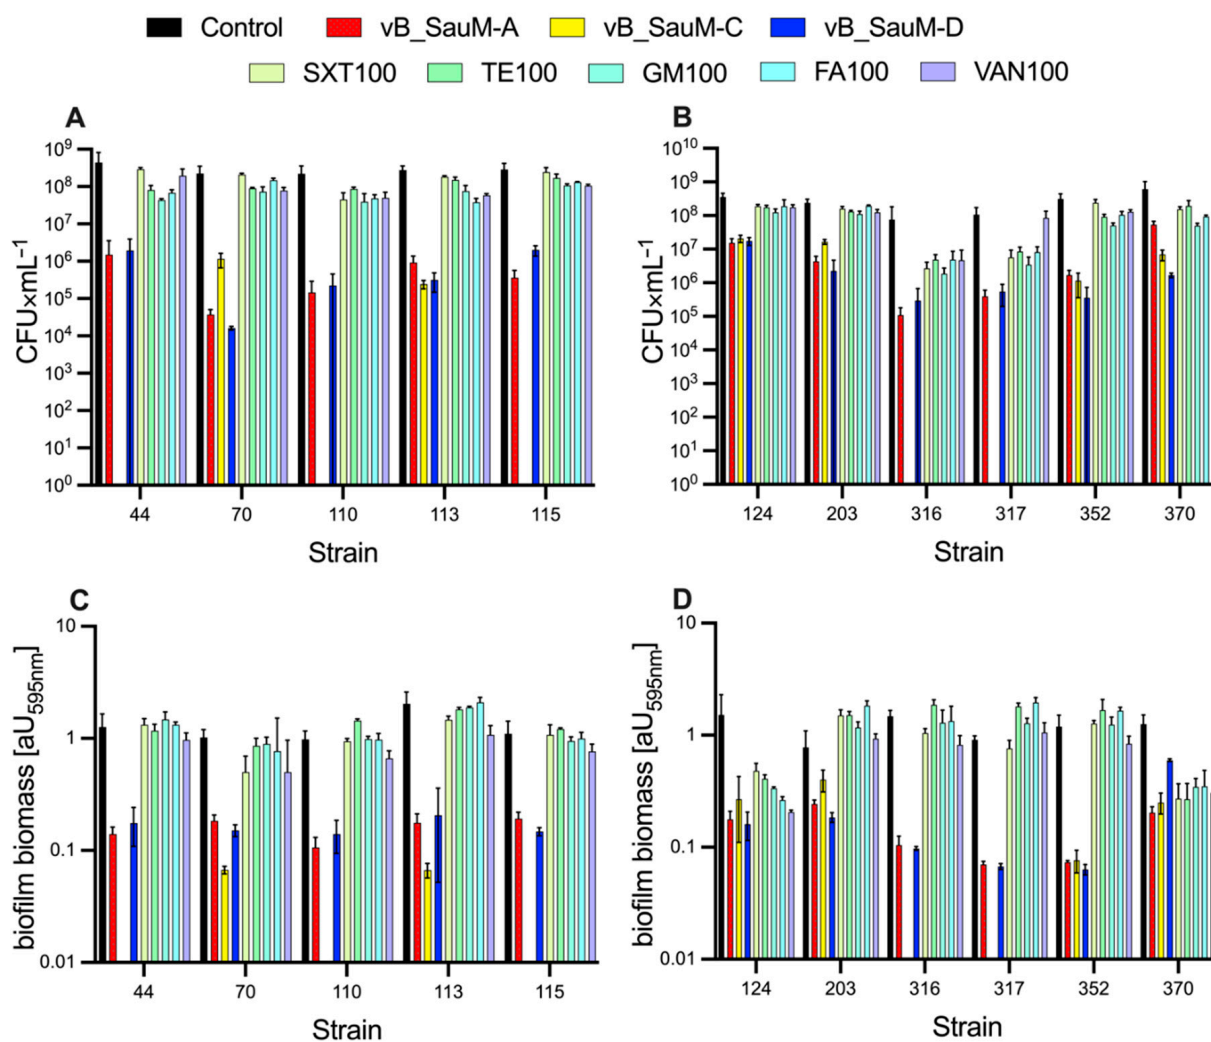 Control vB_SauM-A vB_SauM-C vB_SauM-D
SXT100 TE100 GM100 FA100 VAN100
A
CFU×mL⁻¹
10⁹
10⁸
10⁷
10⁶
10⁵
10⁴
10³
10²
10¹
10⁰
44 70 110 113 115
Strain
B
CFU×mL⁻¹
10¹⁰
10⁹
10⁸
10⁷
10⁶
10⁵
10⁴
10³
10²
10¹
10⁰
124 203 316 317 352 370
Strain
C
biofilm biomass [aU₅₉₅ₙₘ]
10
1
0.1
0.01
44 70 110 113 115
Strain
D
biofilm biomass [aU₅₉₅ₙₘ]
10
1
0.1
0.01
124 203 316 317 352 370
Strain